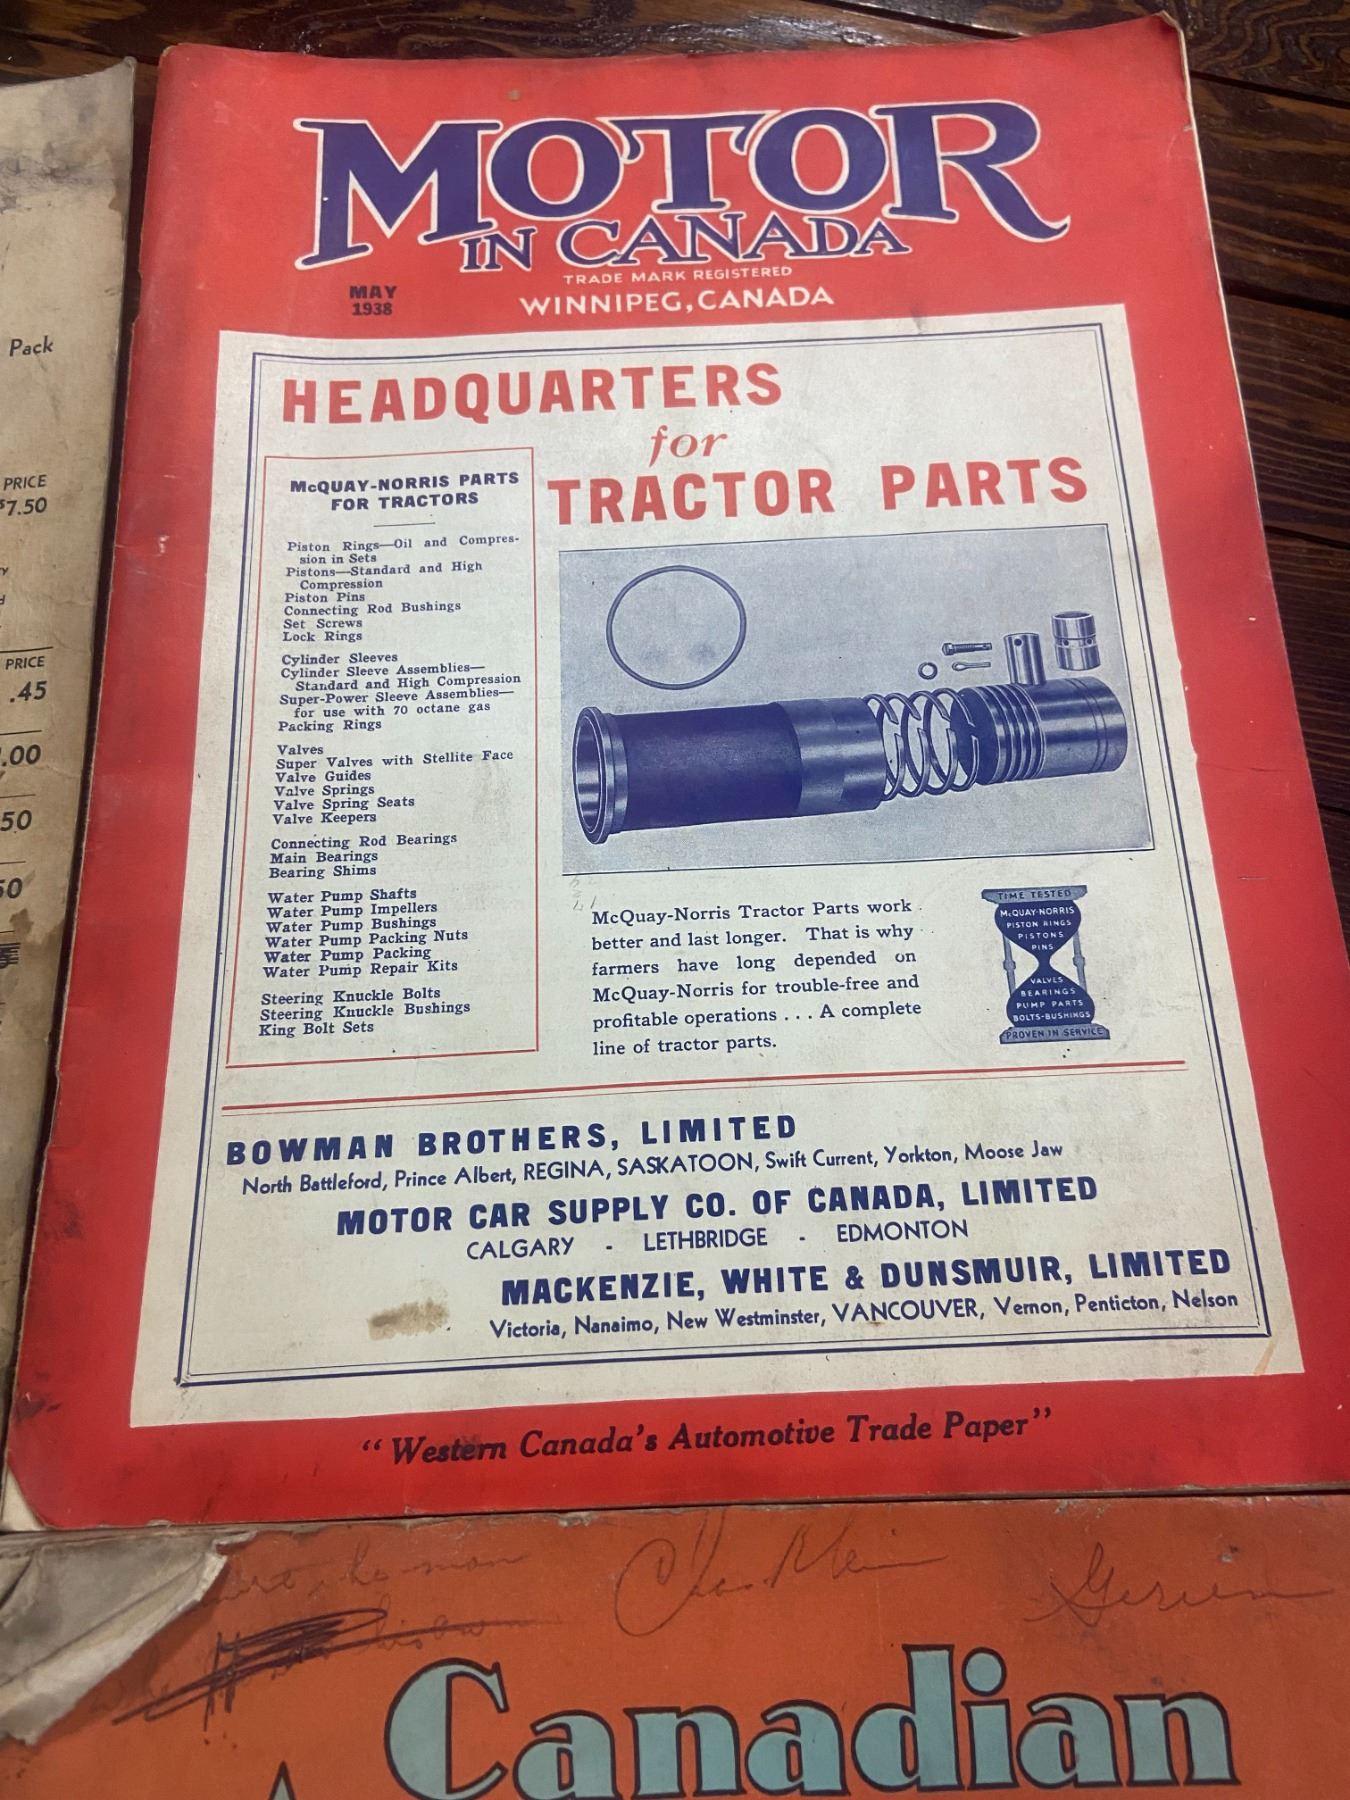 MOTOR
IN CANADA
TRADE MARK REGISTERED
MAY
1938
WINNIPEG, CANADA
HEADQUARTERS
for
TRACTOR PARTS
McQUAY-NORRIS PARTS
FOR TRACTORS
Piston Rings—Oil and Compres-
sion in Sets
Pistons—Standard and High
Compression
Piston Pins
Connecting Rod Bushings
Set Screws
Lock Rings
Cylinder Sleeves
Cylinder Sleeve Assemblies—
Standard and High Compression
Super-Power Sleeve Assemblies—
for use with 70 octane gas
Packing Rings
Valves
Super Valves with Stellite Face
Valve Guides
Valve Springs
Valve Spring Seats
Valve Keepers
Connecting Rod Bearings
Main Bearings
Bearing Shims
Water Pump Shafts
Water Pump Impellers
Water Pump Bushings
Water Pump Packing Nuts
Water Pump Packing
Water Pump Repair Kits
Steering Knuckle Bolts
Steering Knuckle Bushings
King Bolt Sets
McQuay-Norris Tractor Parts work
better and last longer. That is why
farmers have long depended on
McQuay-Norris for trouble-free and
profitable operations . . . A complete
line of tractor parts.
TIME TESTED
McQUAY-NORRIS
PISTON RINGS
PISTONS
PINS
VALVES
BEARINGS
PUMP PARTS
BOLTS-BUSHINGS
PROVEN IN SERVICE
BOWMAN BROTHERS, LIMITED
North Battleford, Prince Albert, REGINA, SASKATOON, Swift Current, Yorkton, Moose Jaw
MOTOR CAR SUPPLY CO. OF CANADA, LIMITED
CALGARY - LETHBRIDGE - EDMONTON
MACKENZIE, WHITE & DUNSMUIR, LIMITED
Victoria, Nanaimo, New Westminster, VANCOUVER, Vernon, Penticton, Nelson
"Western Canada's Automotive Trade Paper"
Pack
PRICE
$7.50
PRICE
.45
.00
50
50
Canadian